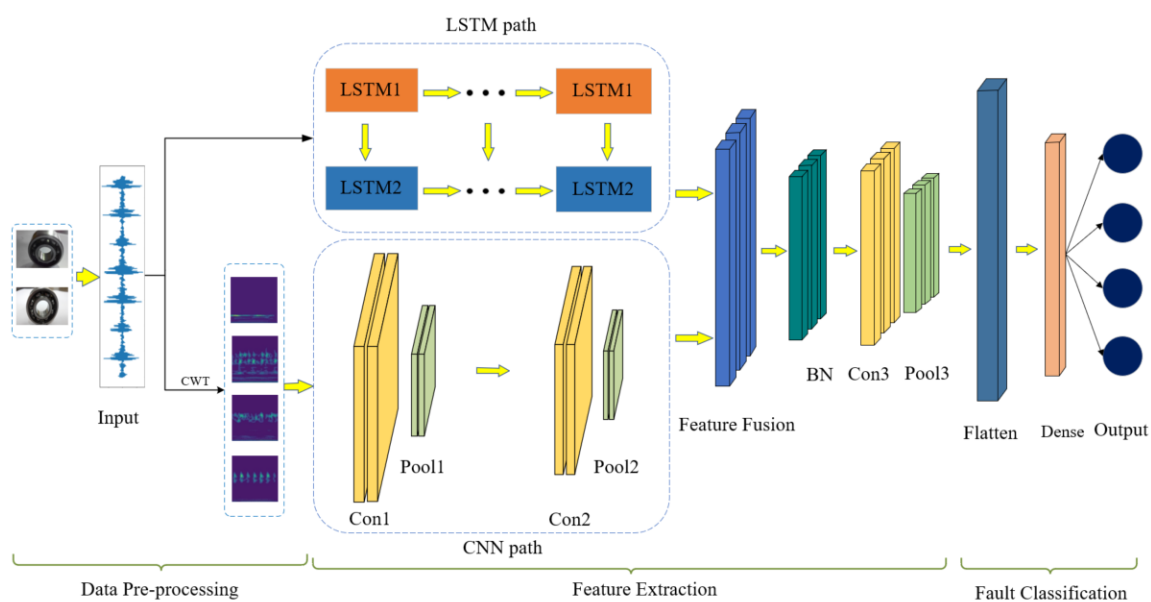 LSTM path
LSTM1
LSTM1
LSTM2
LSTM2
CWT
Input
Pool1
Pool2
Con1
Con2
CNN path
Feature Fusion
BN
Con3
Pool3
Flatten
Dense
Output
Data Pre-processing
Feature Extraction
Fault Classification